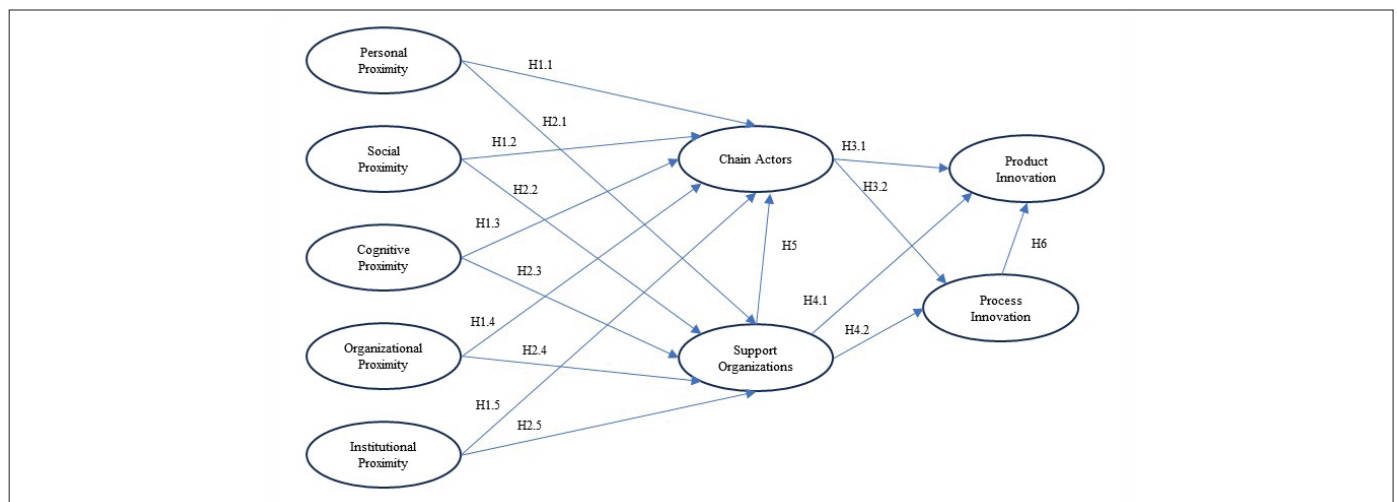 Personal
Proximity
H1.1
H2.1
Social
Proximity
H1.2
H2.2
Chain Actors
H3.1
H3.2
Product
Innovation
Cognitive
Proximity
H1.3
H2.3
H5
H6
Organizational
Proximity
H1.4
H2.4
Support
Organizations
H4.1
H4.2
Process
Innovation
Institutional
Proximity
H1.5
H2.5